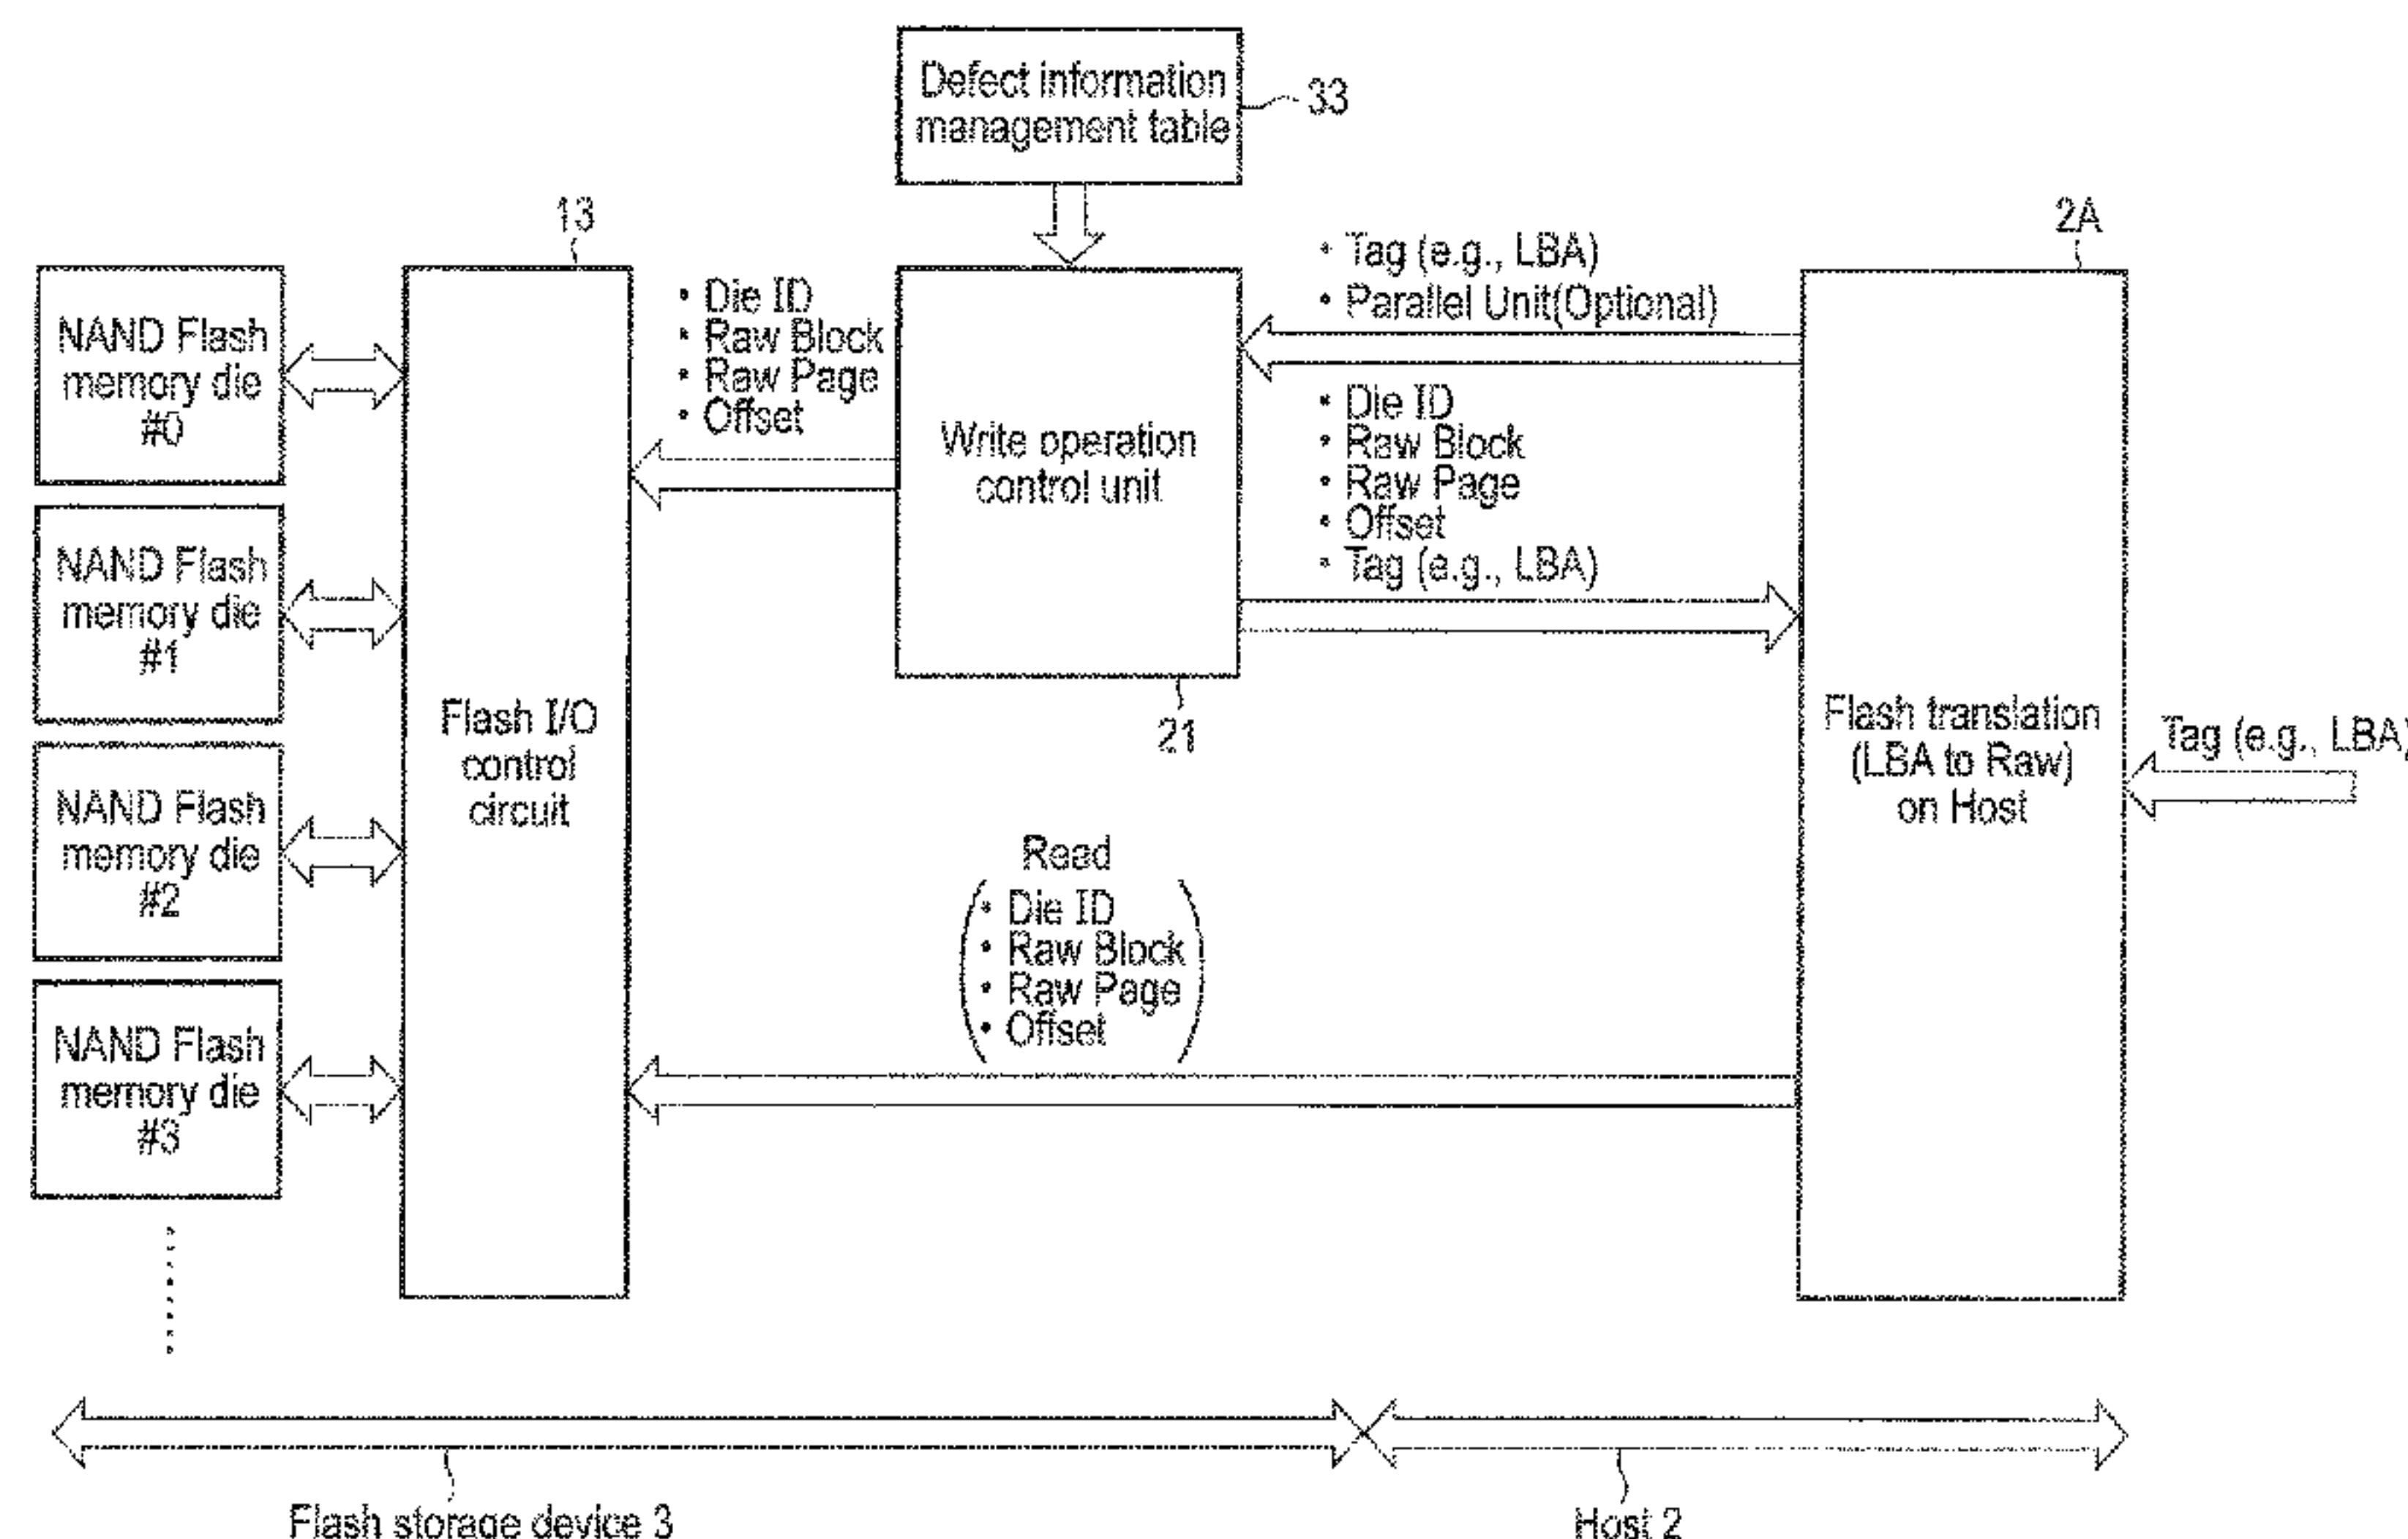 Defect information
management table
33
13
2A
• Tag (e.g., LBA)
• Parallel Unit(Optional)
• Die ID
• Raw Block
• Raw Page
• Offset
NAND Flash
memory die
#0
Write operation
control unit
• Die ID
• Raw Block
• Raw Page
• Offset
• Tag (e.g., LBA)
NAND Flash
memory die
#1
21
Flash I/O
control
circuit
Flash translation
(LBA to Raw)
on Host
Tag (e.g., LBA)
NAND Flash
memory die
#2
Read
• Die ID
• Raw Block
• Raw Page
• Offset
NAND Flash
memory die
#3
Flash storage device 3
Host 2